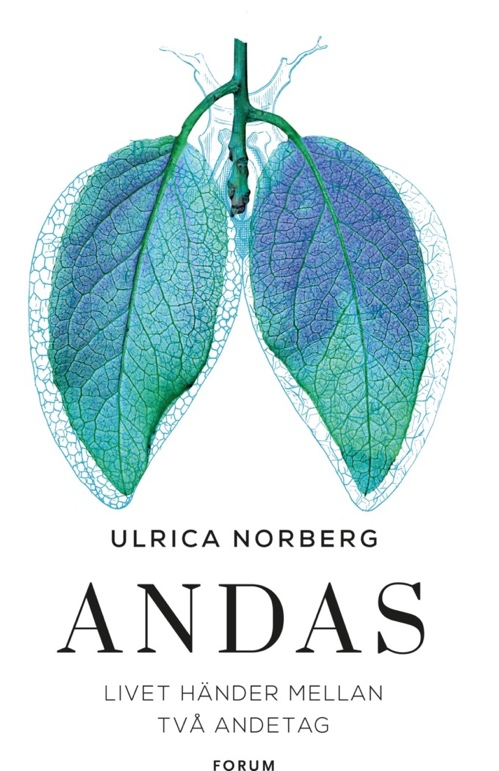 ULRICA NORBERG
ANDAS
LIVET HÄNDER MELLAN
TVÅ ANDETAG
FORUM